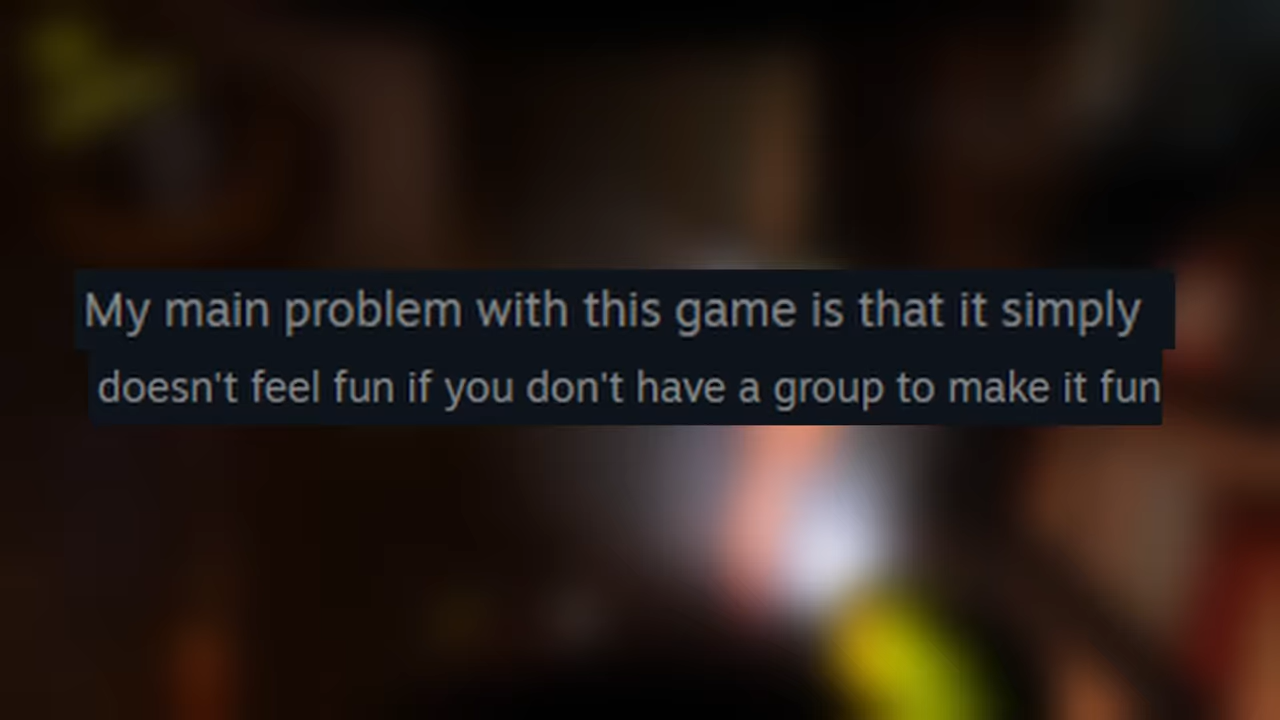 My main problem with this game is that it simply
doesn't feel fun if you don't have a group to make it fun